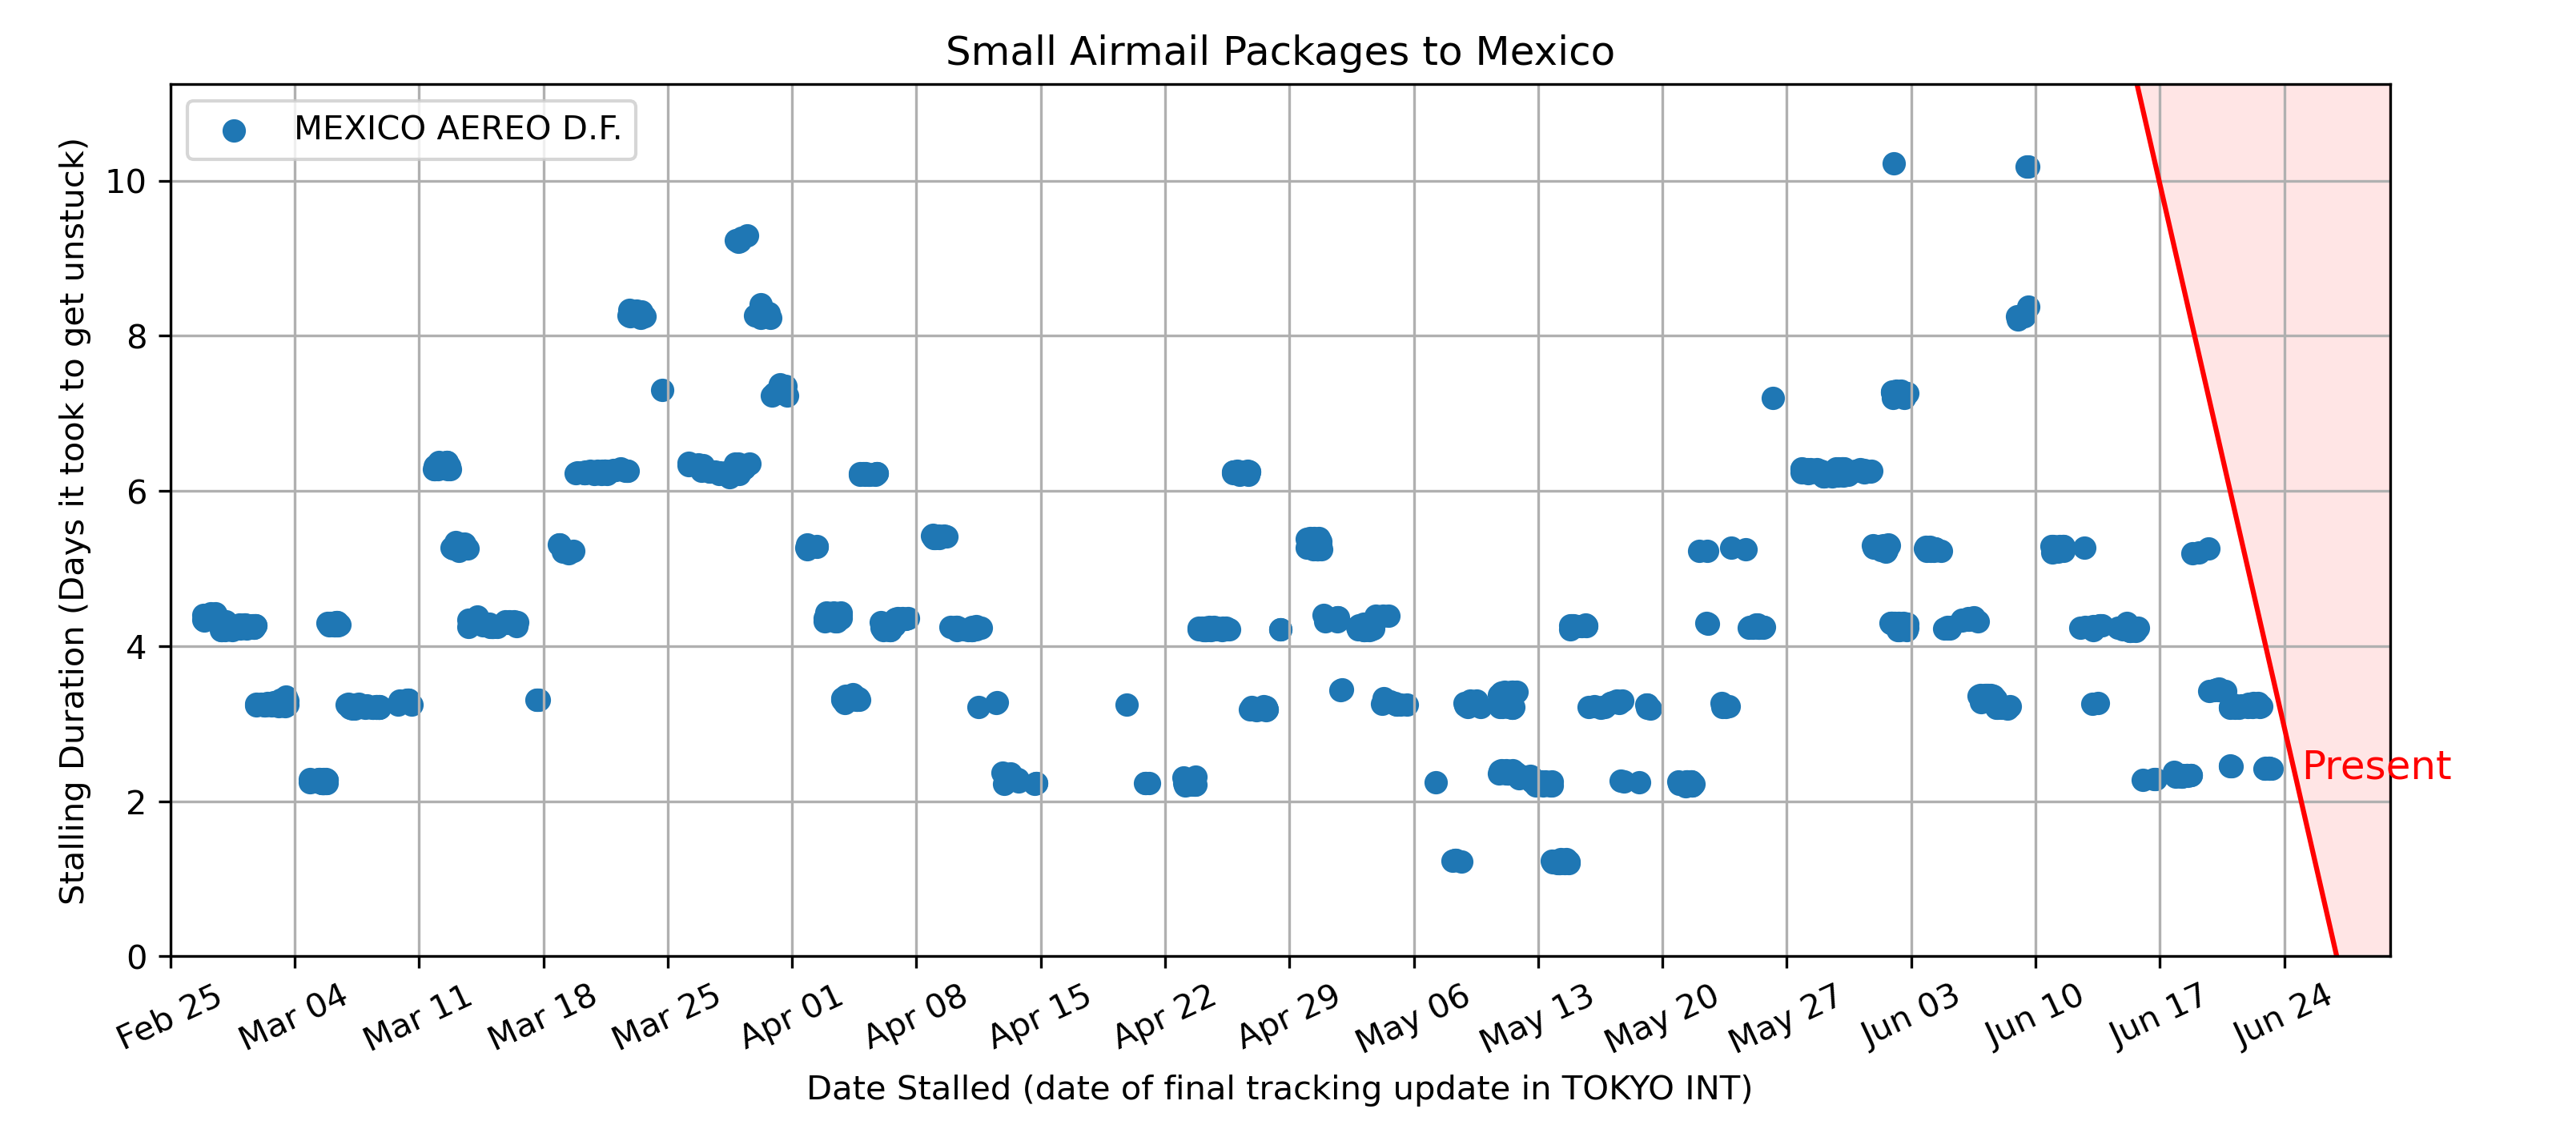 Small Airmail Packages to Mexico
MEXICO AEREO D.F.
Stalling Duration (Days it took to get unstuck)
10
8
6
4
2
0
Present
Feb 25 Mar 04 Mar 11 Mar 18 Mar 25 Apr 01 Apr 08 Apr 15 Apr 22 Apr 29 May 06 May 13 May 20 May 27 Jun 03 Jun 10 Jun 17 Jun 24
Date Stalled (date of final tracking update in TOKYO INT)